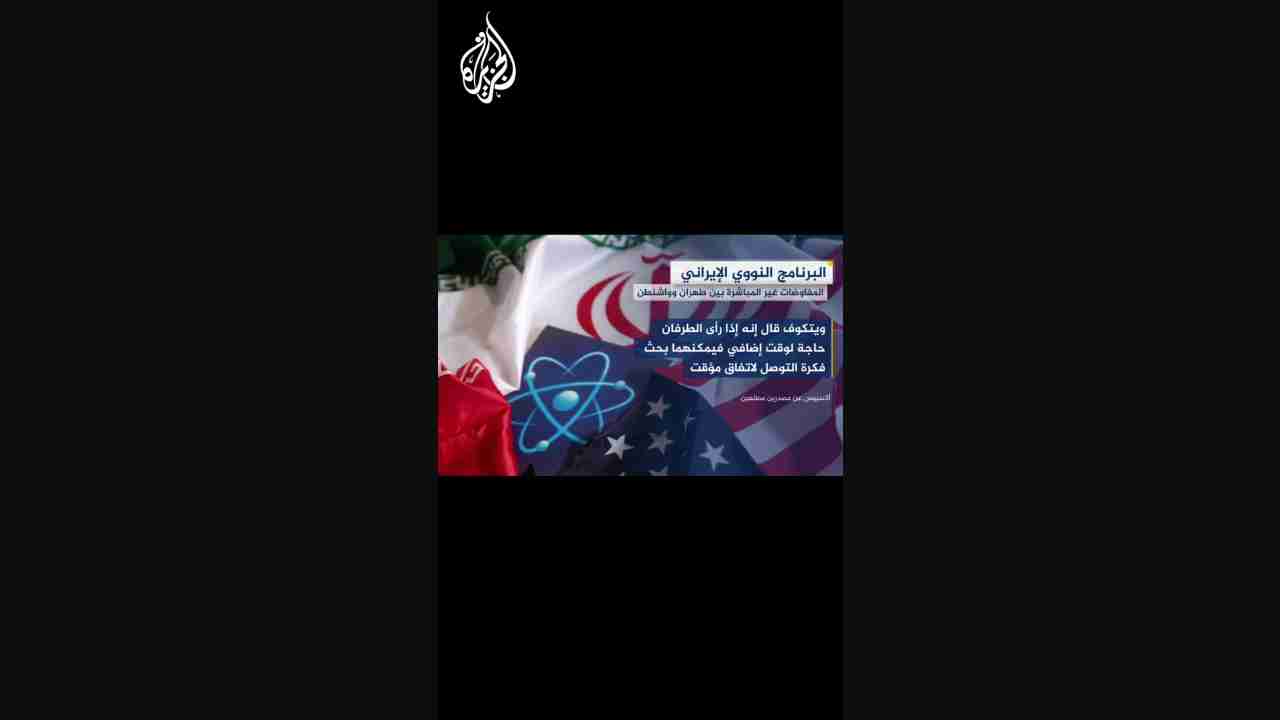 الجزيرة
البرنامج النووي الإيراني
المفاوضات غير المباشرة بين طهران وواشنطن
ويتكوف قال إنه إذا رأى الطرفان
حاجة لوقت إضافي فيمكنهما بحث
فكرة التوصل لاتفاق مؤقت
أكسيوس عن مصدرين مطلعين